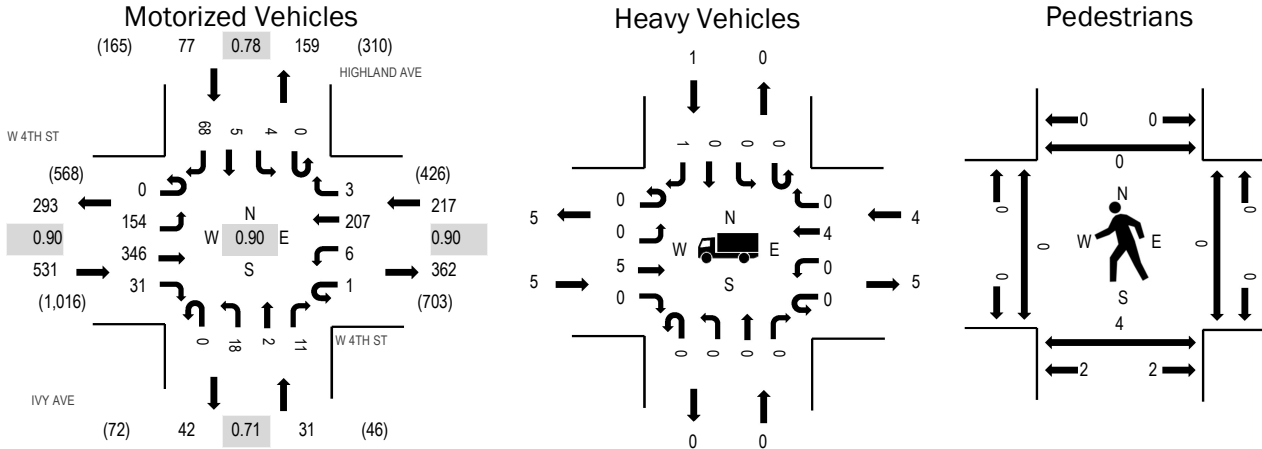 Motorized Vehicles
(165) 77 0.78 159 (310)
HIGHLAND AVE
W 4TH ST
68 5 4 0
(568) (426)
0 3
293 217
154 207
N
0.90 W 0.90 E 0.90
346 6
S
531 362
31 1
(1,016) (703)
0 18 2 11
W 4TH ST
IVY AVE
(72) 42 0.71 31 (46)
Heavy Vehicles
1 0
1 0 0 0
0 0
5 4
0 4
N
W E
5 0
S
5 5
0 0
5
0 0 0 0
0 0
Pedestrians
0 0
0
N
0 0
W E
0 0
0 0
S
4
2 2